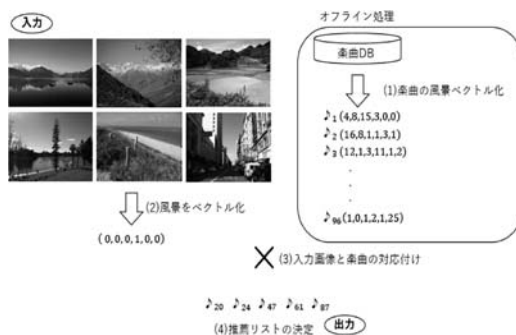 オフライン処理
入力
楽曲DB
(1)楽曲の風景ベクトル化
♪1(4,8,15,3,0,0)
♪2(16,8,1,1,3,1)
♪3(12,1,3,11,1,2)
.
.
.
♪96(1,0,1,2,1,25)
(2)風景をベクトル化
(0,0,0,1,0,0)
(3)入力画像と楽曲の対応付け
♪20 ♪24 ♪47 ♪61 ♪87
(4)推薦リストの決定 出力